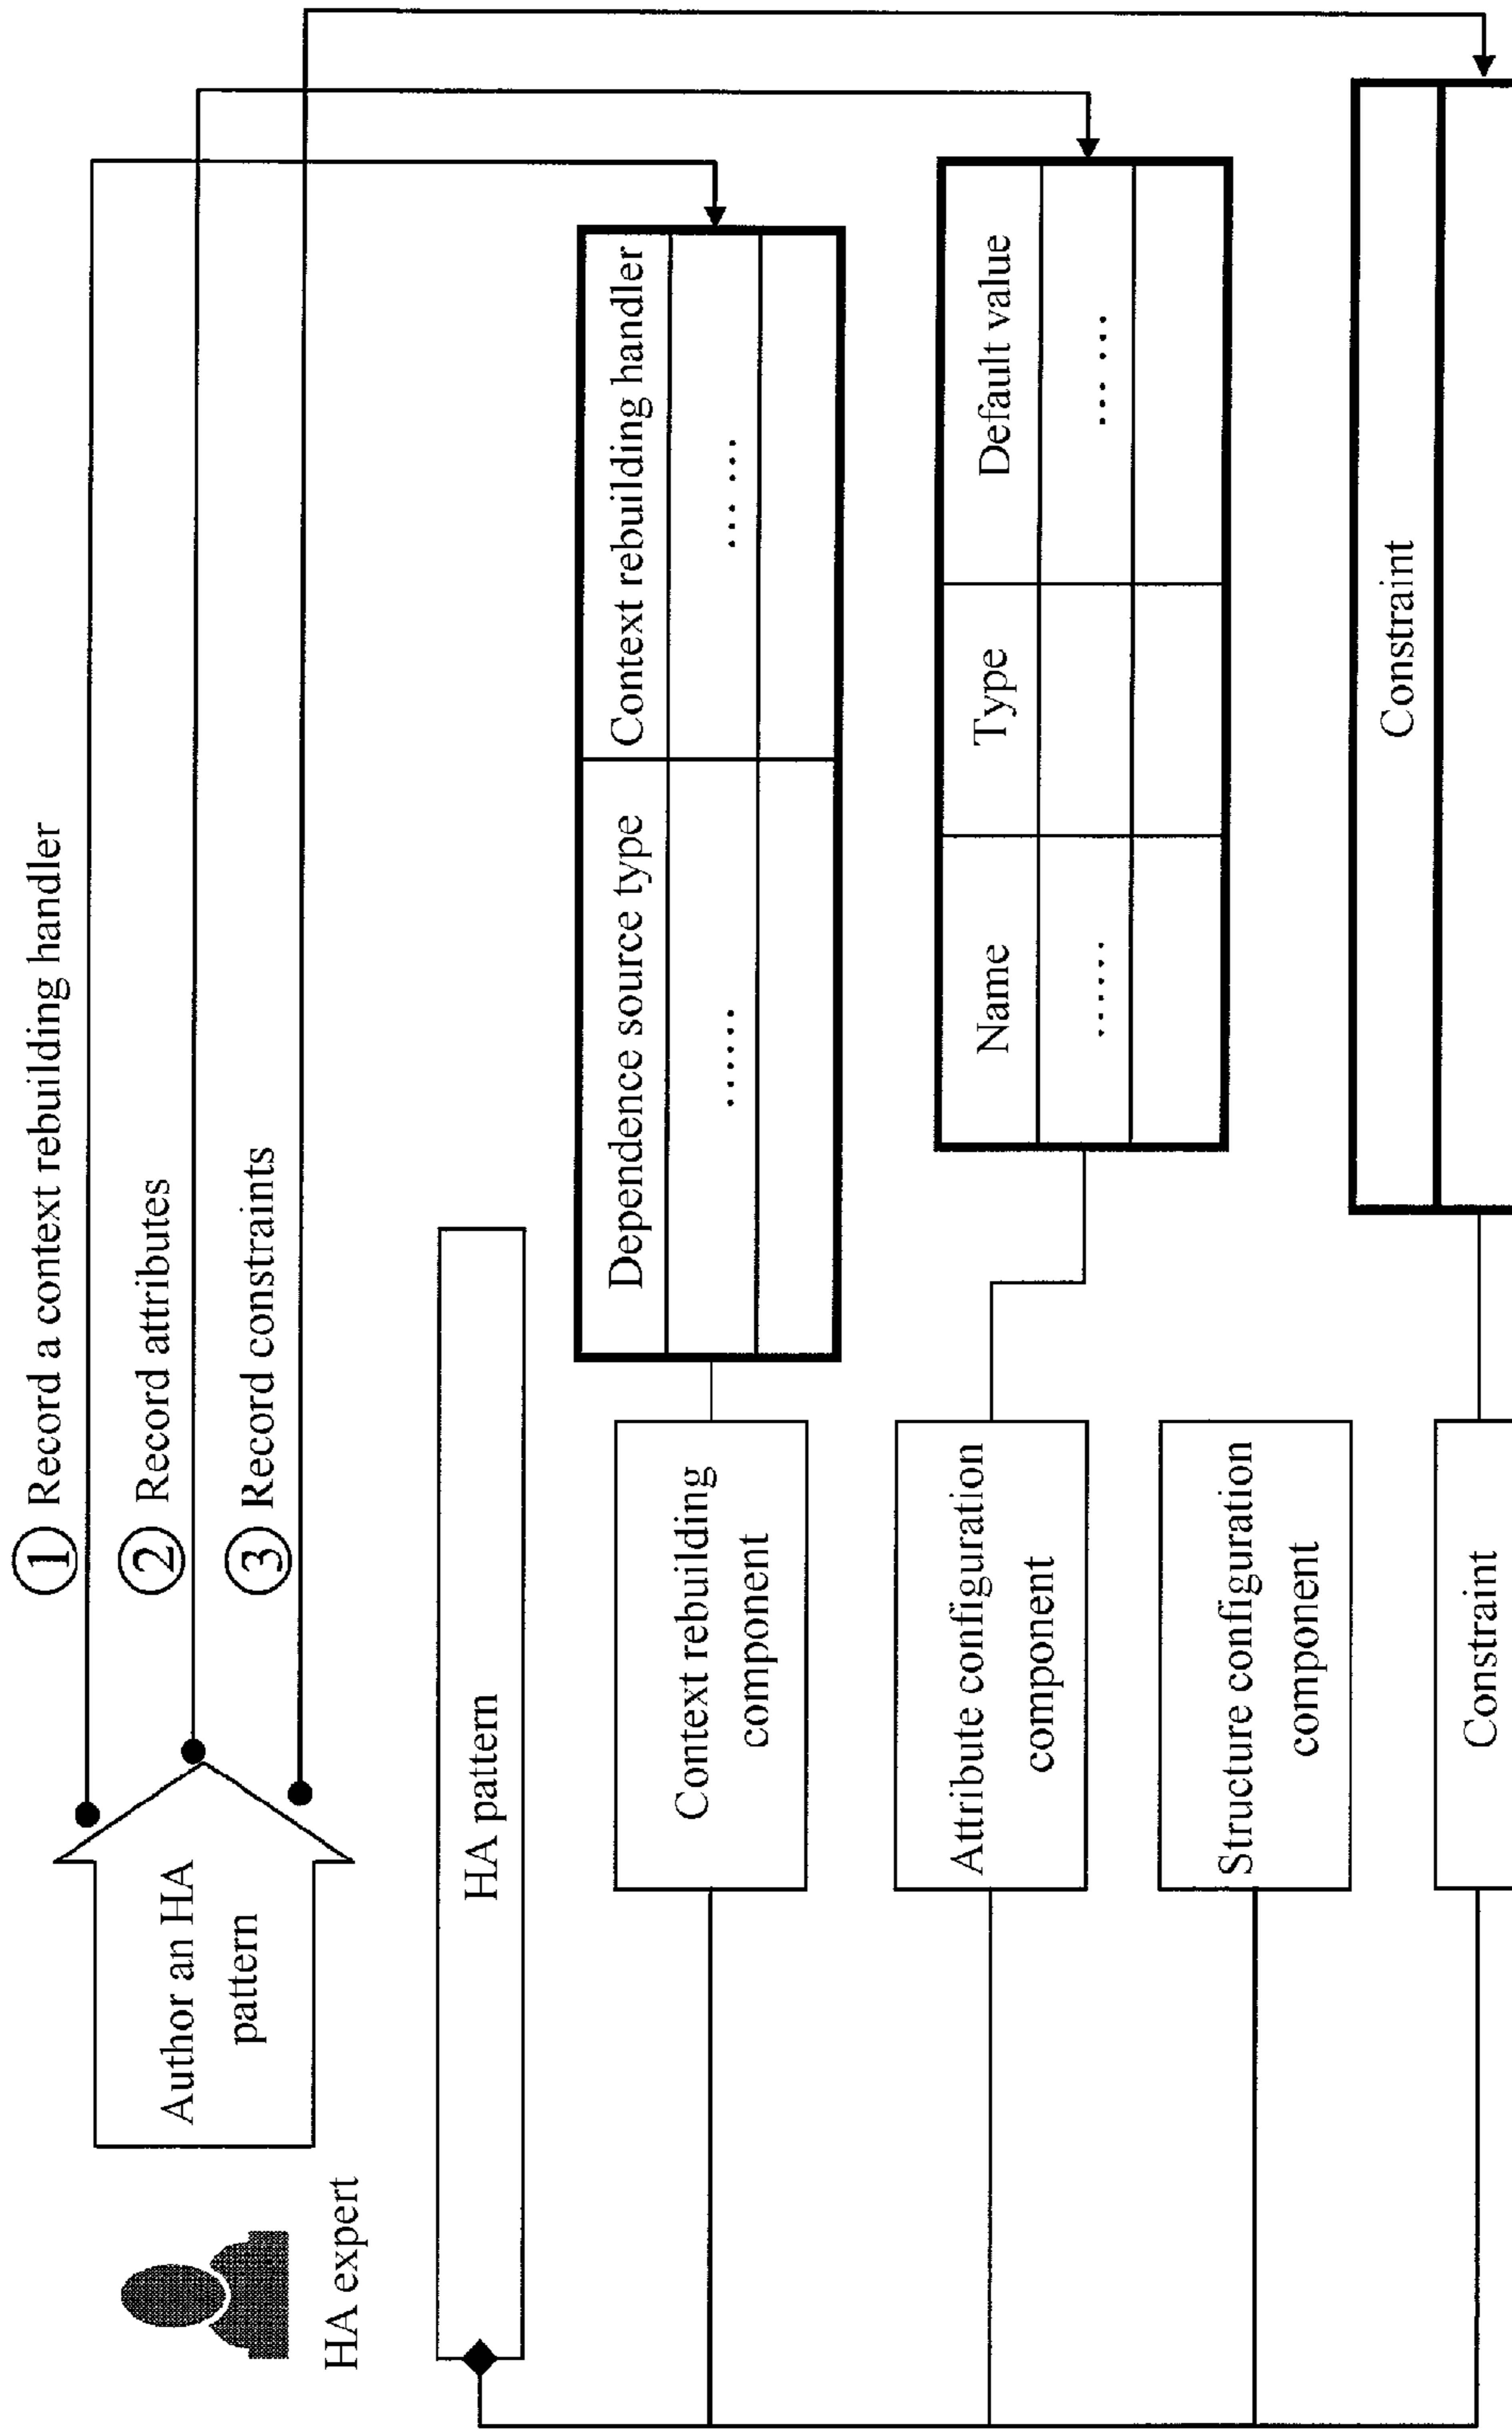 ① Record a context rebuilding handler
② Record attributes
③ Record constraints
Author an HA
pattern
HA expert
HA pattern
Context rebuilding
component
Dependence source type
Context rebuilding handler
......
... ...
Attribute configuration
component
Name
Type
Default value
......
... ...
Structure configuration
component
Constraint
Constraint